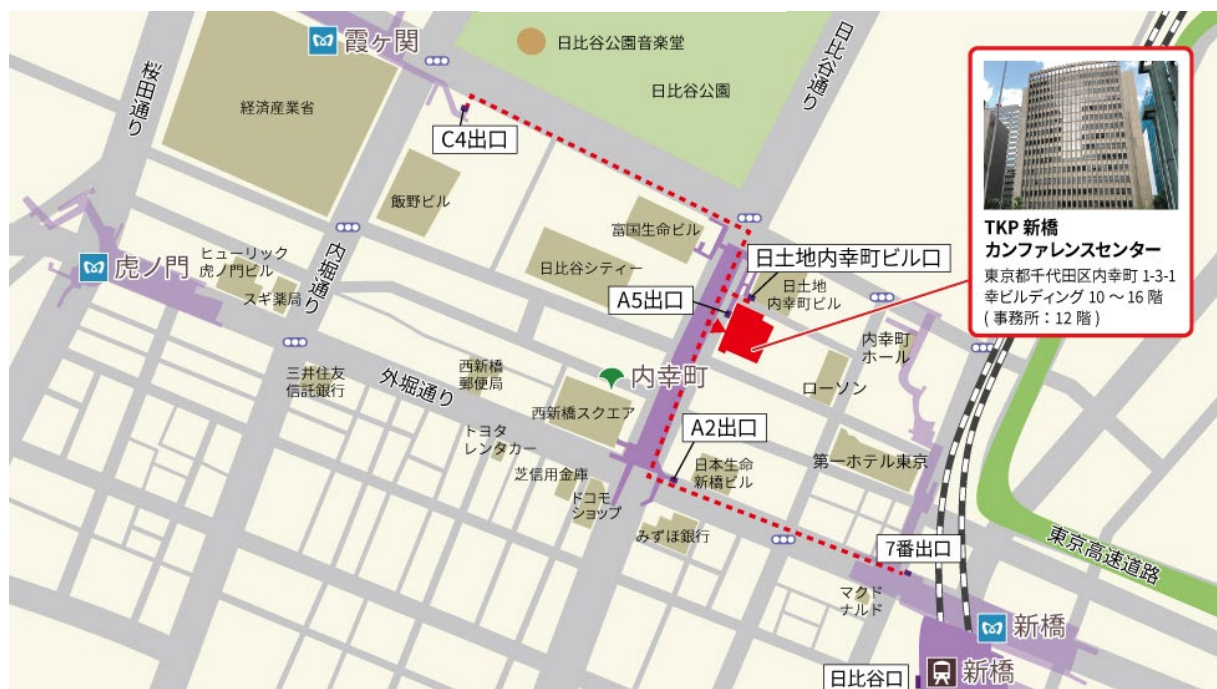 霞ケ関
日比谷公園音楽堂
日比谷公園
日比谷通り
桜田通り
経済産業省
C4出口
飯野ビル
内堀通り
虎ノ門
ヒューリック
虎ノ門ビル
スギ薬局
富国生命ビル
日比谷シティー
日土地内幸町ビル口
A5出口
日土地
内幸町ビル
TKP 新橋
カンファレンスセンター
東京都千代田区内幸町 1-3-1
幸ビルディング 10 ～ 16 階
( 事務所：12 階 )
内幸町
ホール
ローソン
三井住友
信託銀行
外堀通り
西新橋
郵便局
内幸町
西新橋スクエア
A2出口
トヨタ
レンタカー
芝信用金庫
ドコモ
ショップ
日本生命
新橋ビル
第一ホテル東京
みずほ銀行
7番出口
東京高速道路
マクド
ナルド
新橋
日比谷口
新橋